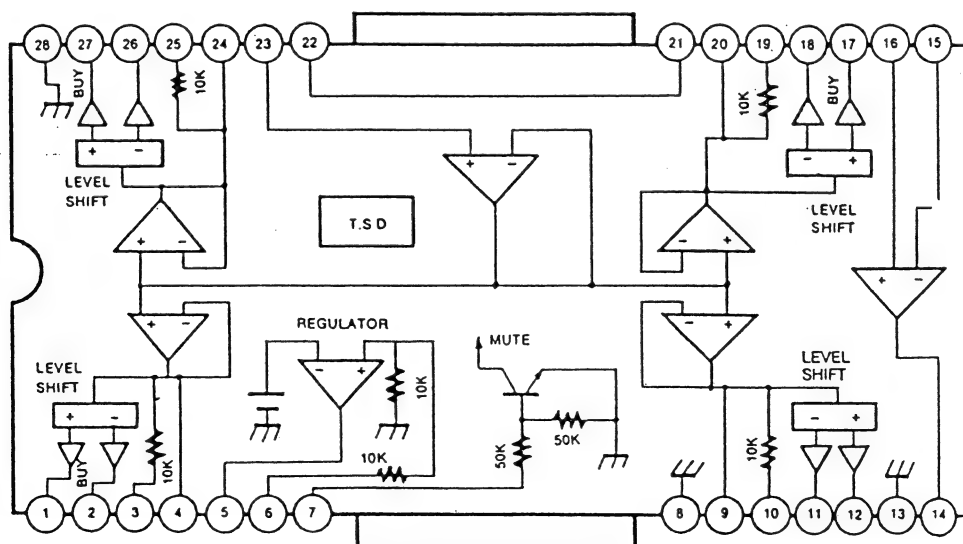 28 27 26 25 24 23 22 21 20 19 18 17 16 15
BUY
10K
10K
BUY
+ -
- +
+ -
LEVEL
SHIFT
LEVEL
SHIFT
T.S D
+ -
- +
+ -
+ -
REGULATOR
- +
MUTE
- +
LEVEL
SHIFT
LEVEL
SHIFT
10K
+ -
- +
50K
BUY
10K
10K
50K
10K
1 2 3 4 5 6 7 8 9 10 11 12 13 14